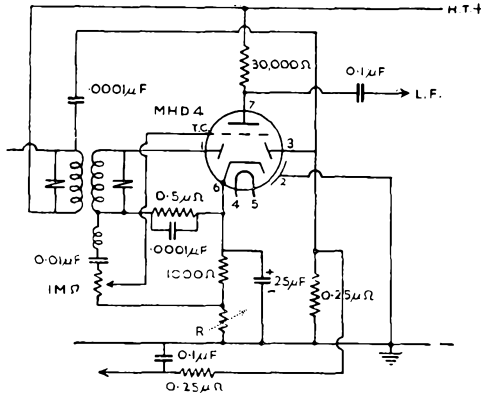 H.T.+
.0001µF
30,000Ω
0.1µF
L.F.
MHD4
7
T.C.
1
3
2
6
4 5
0.5µΩ
.0001µF
0.01µF
1MΩ
1000Ω
+
-
25µF
0.25µΩ
R
0.1µF
0.25µΩ